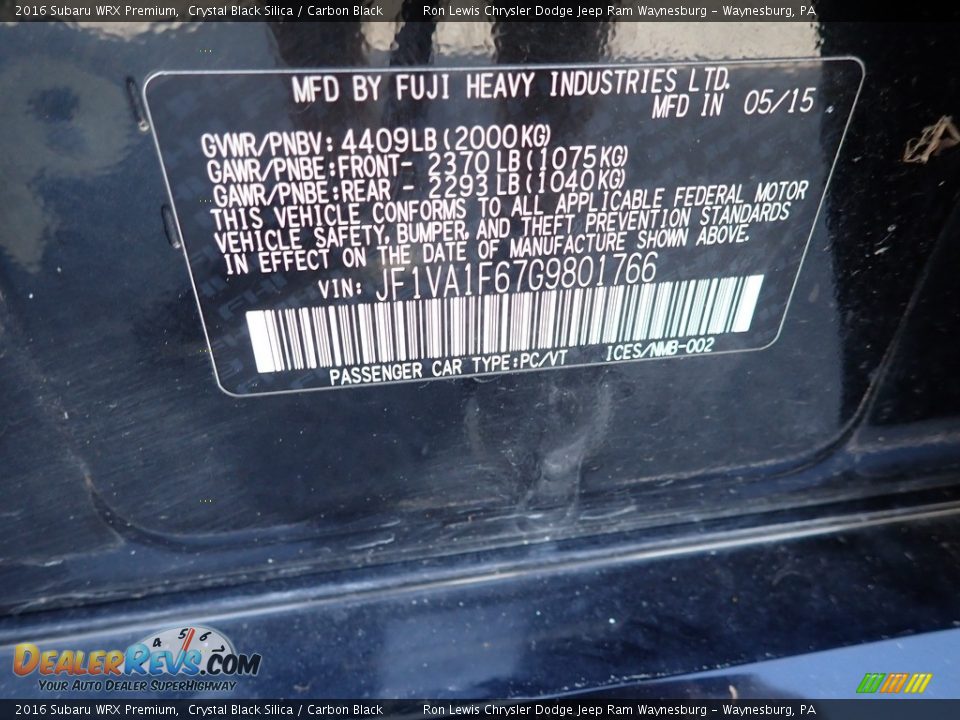 2016 Subaru WRX Premium, Crystal Black Silica / Carbon Black Ron Lewis Chrysler Dodge Jeep Ram Waynesburg - Waynesburg, PA
MFD BY FUJI HEAVY INDUSTRIES LTD.
MFD IN 05/15
GVWR/PNBV: 4409LB(2000KG)
GAWR/PNBE:FRONT- 2370LB(1075KG)
GAWR/PNBE:REAR - 2293LB(1040KG)
THIS VEHICLE CONFORMS TO ALL APPLICABLE FEDERAL MOTOR
VEHICLE SAFETY, BUMPER, AND THEFT PREVENTION STANDARDS
IN EFFECT ON THE DATE OF MANUFACTURE SHOWN ABOVE.
VIN: JF1VA1F67G9801766
PASSENGER CAR TYPE:PC/VT ICES/NMB-002
4 5 6
DEALERREVS.COM
YOUR AUTO DEALER SUPERHIGHWAY
2016 Subaru WRX Premium, Crystal Black Silica / Carbon Black Ron Lewis Chrysler Dodge Jeep Ram Waynesburg - Waynesburg, PA